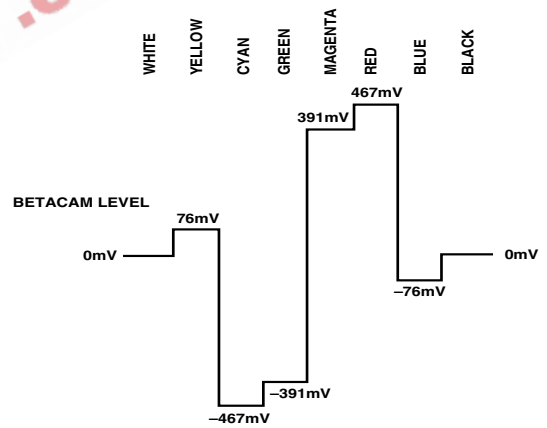 WHITE
YELLOW
CYAN
GREEN
MAGENTA
RED
BLUE
BLACK
467mV
391mV
BETACAM LEVEL
76mV
0mV
0mV
–76mV
–391mV
–467mV